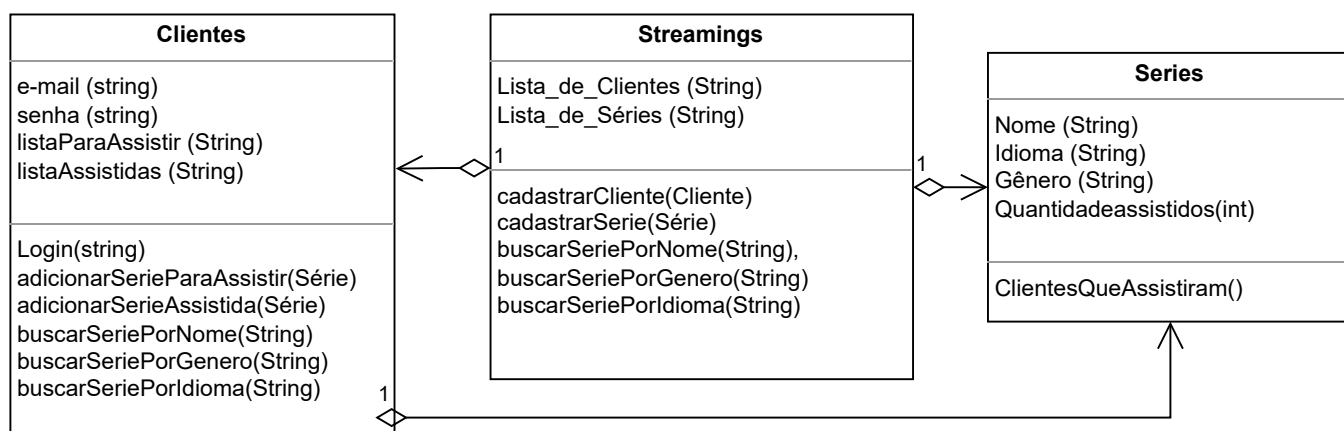 Clientes
e-mail (string)
senha (string)
listaParaAssistir (String)
listaAssistidas (String)
Login(string)
adicionarSerieParaAssistir(Série)
adicionarSerieAssistida(Série)
buscarSeriePorNome(String)
buscarSeriePorGenero(String)
buscarSeriePorIdioma(String)
1
Streamings
Lista_de_Clientes (String)
Lista_de_Séries (String)
1
cadastrarCliente(Cliente)
cadastrarSerie(Série)
buscarSeriePorNome(String),
buscarSeriePorGenero(String)
buscarSeriePorIdioma(String)
1
Series
Nome (String)
Idioma (String)
Gênero (String)
Quantidadeassistidos(int)
ClientesQueAssistiram()